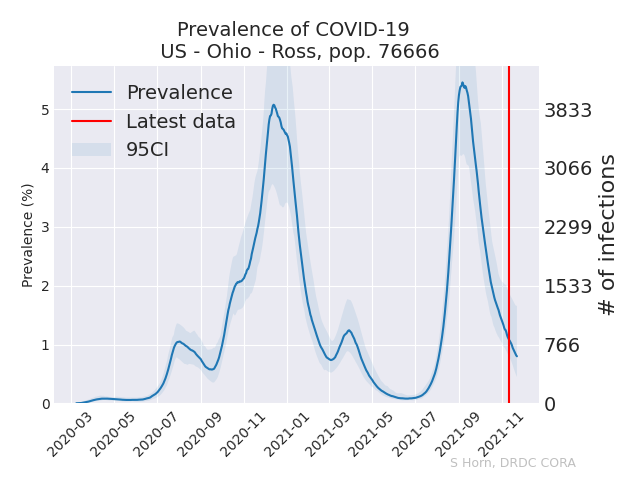 Prevalence of COVID-19
US - Ohio - Ross, pop. 76666
Prevalence
Latest data
95CI
Prevalence (%)
5
4
3
2
1
0
3833
3066
2299
1533
766
0
# of infections
2020-03
2020-05
2020-07
2020-09
2020-11
2021-01
2021-03
2021-05
2021-07
2021-09
2021-11
S Horn, DRDC CORA